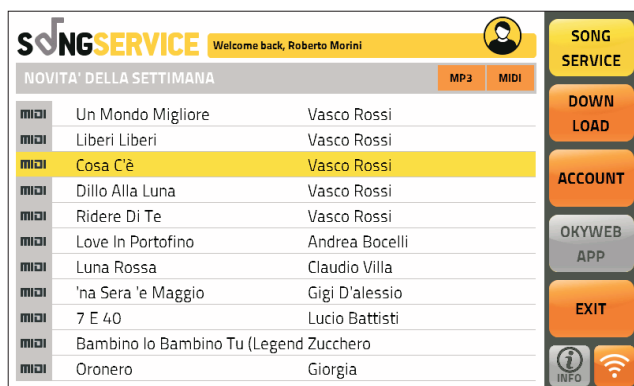 SONGSERVICE Welcome back, Roberto Morini
NOVITA' DELLA SETTIMANA MP3 MIDI
MIDI Un Mondo Migliore Vasco Rossi
MIDI Liberi Liberi Vasco Rossi
MIDI Cosa C'è Vasco Rossi
MIDI Dillo Alla Luna Vasco Rossi
MIDI Ridere Di Te Vasco Rossi
MIDI Love In Portofino Andrea Bocelli
MIDI Luna Rossa Claudio Villa
MIDI 'na Sera 'e Maggio Gigi D'alessio
MIDI 7 E 40 Lucio Battisti
MIDI Bambino Io Bambino Tu (Legend Zucchero
MIDI Oronero Giorgia
SONG
SERVICE
DOWN
LOAD
ACCOUNT
OKYWEB
APP
EXIT
INFO